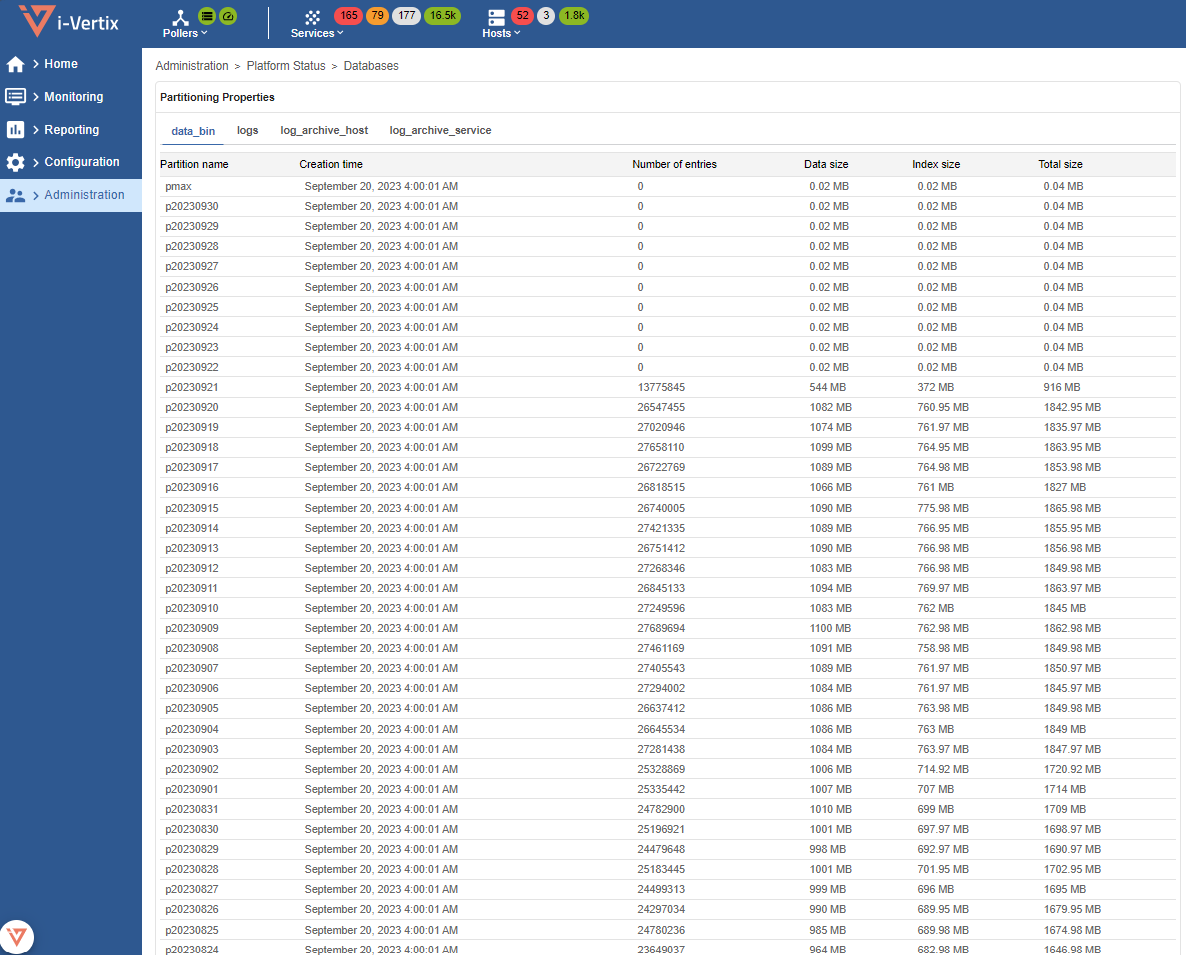 i-Vertix
Pollers
Services
165 79 177 16.5k
Hosts
52 3 1.8k
Home
Monitoring
Reporting
Configuration
Administration
Administration > Platform Status > Databases
Partitioning Properties
data_bin logs log_archive_host log_archive_service
Partition name Creation time Number of entries Data size Index size Total size
pmax September 20, 2023 4:00:01 AM 0 0.02 MB 0.02 MB 0.04 MB
p20230930 September 20, 2023 4:00:01 AM 0 0.02 MB 0.02 MB 0.04 MB
p20230929 September 20, 2023 4:00:01 AM 0 0.02 MB 0.02 MB 0.04 MB
p20230928 September 20, 2023 4:00:01 AM 0 0.02 MB 0.02 MB 0.04 MB
p20230927 September 20, 2023 4:00:01 AM 0 0.02 MB 0.02 MB 0.04 MB
p20230926 September 20, 2023 4:00:01 AM 0 0.02 MB 0.02 MB 0.04 MB
p20230925 September 20, 2023 4:00:01 AM 0 0.02 MB 0.02 MB 0.04 MB
p20230924 September 20, 2023 4:00:01 AM 0 0.02 MB 0.02 MB 0.04 MB
p20230923 September 20, 2023 4:00:01 AM 0 0.02 MB 0.02 MB 0.04 MB
p20230922 September 20, 2023 4:00:01 AM 0 0.02 MB 0.02 MB 0.04 MB
p20230921 September 20, 2023 4:00:01 AM 13775845 544 MB 372 MB 916 MB
p20230920 September 20, 2023 4:00:01 AM 26547455 1082 MB 760.95 MB 1842.95 MB
p20230919 September 20, 2023 4:00:01 AM 27020946 1074 MB 761.97 MB 1835.97 MB
p20230918 September 20, 2023 4:00:01 AM 27658110 1099 MB 764.95 MB 1863.95 MB
p20230917 September 20, 2023 4:00:01 AM 26722769 1089 MB 764.98 MB 1853.98 MB
p20230916 September 20, 2023 4:00:01 AM 26818515 1066 MB 761 MB 1827 MB
p20230915 September 20, 2023 4:00:01 AM 26740005 1090 MB 775.98 MB 1865.98 MB
p20230914 September 20, 2023 4:00:01 AM 27421335 1089 MB 766.95 MB 1855.95 MB
p20230913 September 20, 2023 4:00:01 AM 26751412 1090 MB 766.98 MB 1856.98 MB
p20230912 September 20, 2023 4:00:01 AM 27268346 1083 MB 766.98 MB 1849.98 MB
p20230911 September 20, 2023 4:00:01 AM 26845133 1094 MB 769.97 MB 1863.97 MB
p20230910 September 20, 2023 4:00:01 AM 27249596 1083 MB 762 MB 1845 MB
p20230909 September 20, 2023 4:00:01 AM 27689694 1100 MB 762.98 MB 1862.98 MB
p20230908 September 20, 2023 4:00:01 AM 27461169 1091 MB 758.98 MB 1849.98 MB
p20230907 September 20, 2023 4:00:01 AM 27405543 1089 MB 761.97 MB 1850.97 MB
p20230906 September 20, 2023 4:00:01 AM 27294002 1084 MB 761.97 MB 1845.97 MB
p20230905 September 20, 2023 4:00:01 AM 26637412 1086 MB 763.98 MB 1849.98 MB
p20230904 September 20, 2023 4:00:01 AM 26645534 1086 MB 763 MB 1849 MB
p20230903 September 20, 2023 4:00:01 AM 27281438 1084 MB 763.97 MB 1847.97 MB
p20230902 September 20, 2023 4:00:01 AM 25328869 1006 MB 714.92 MB 1720.92 MB
p20230901 September 20, 2023 4:00:01 AM 25335442 1007 MB 707 MB 1714 MB
p20230831 September 20, 2023 4:00:01 AM 24782900 1010 MB 699 MB 1709 MB
p20230830 September 20, 2023 4:00:01 AM 25196921 1001 MB 697.97 MB 1698.97 MB
p20230829 September 20, 2023 4:00:01 AM 24479648 998 MB 692.97 MB 1690.97 MB
p20230828 September 20, 2023 4:00:01 AM 25183445 1001 MB 701.95 MB 1702.95 MB
p20230827 September 20, 2023 4:00:01 AM 24499313 999 MB 696 MB 1695 MB
p20230826 September 20, 2023 4:00:01 AM 24297034 990 MB 689.95 MB 1679.95 MB
p20230825 September 20, 2023 4:00:01 AM 24780236 985 MB 689.98 MB 1674.98 MB
p20230824 September 20, 2023 4:00:01 AM 23649037 964 MB 682.98 MB 1646.98 MB